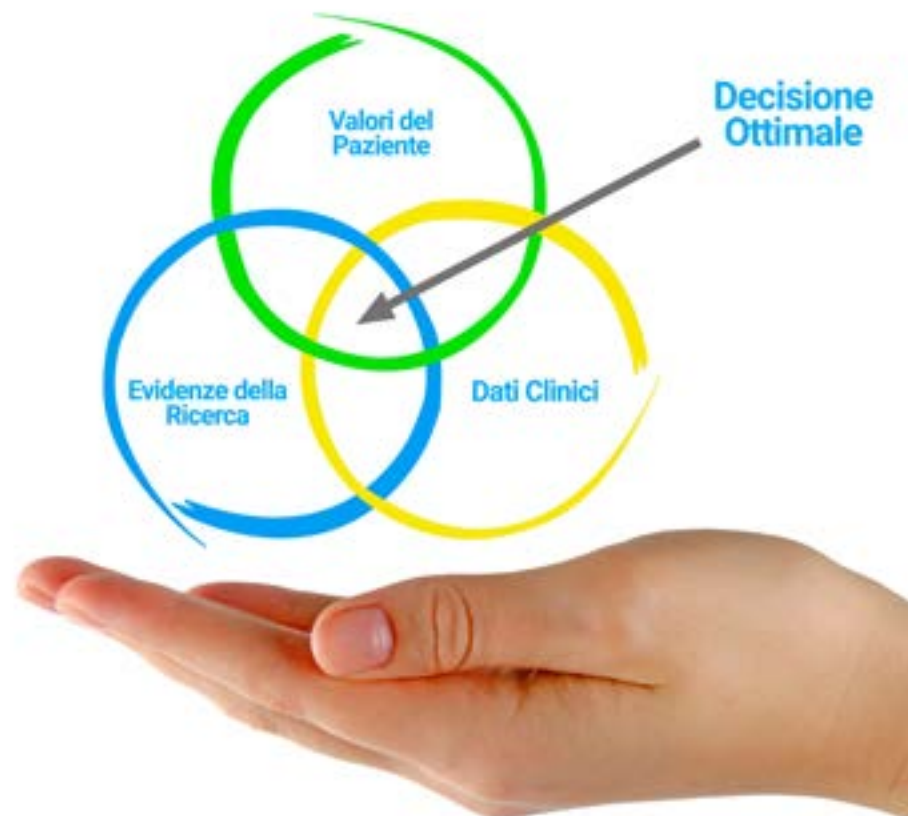 Valori del
Paziente
Decisione
Ottimale
Evidenze della
Ricerca
Dati Clinici